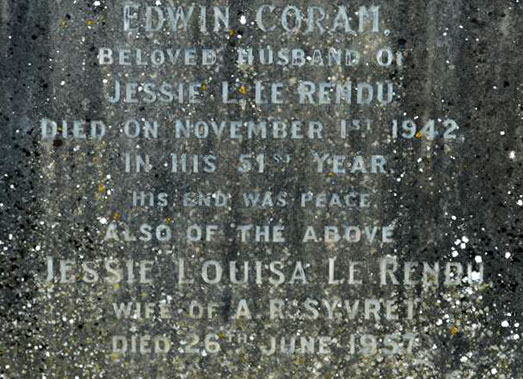 EDWIN CORAM,
BELOVED HUSBAND OF
JESSIE L. LE RENDU
DIED ON NOVEMBER 1ST 1942,
IN HIS 51ST YEAR
HIS END WAS PEACE.
ALSO OF THE ABOVE
JESSIE LOUISA LE RENDU
WIFE OF A. R. SYVRET
DIED 26TH JUNE 1957